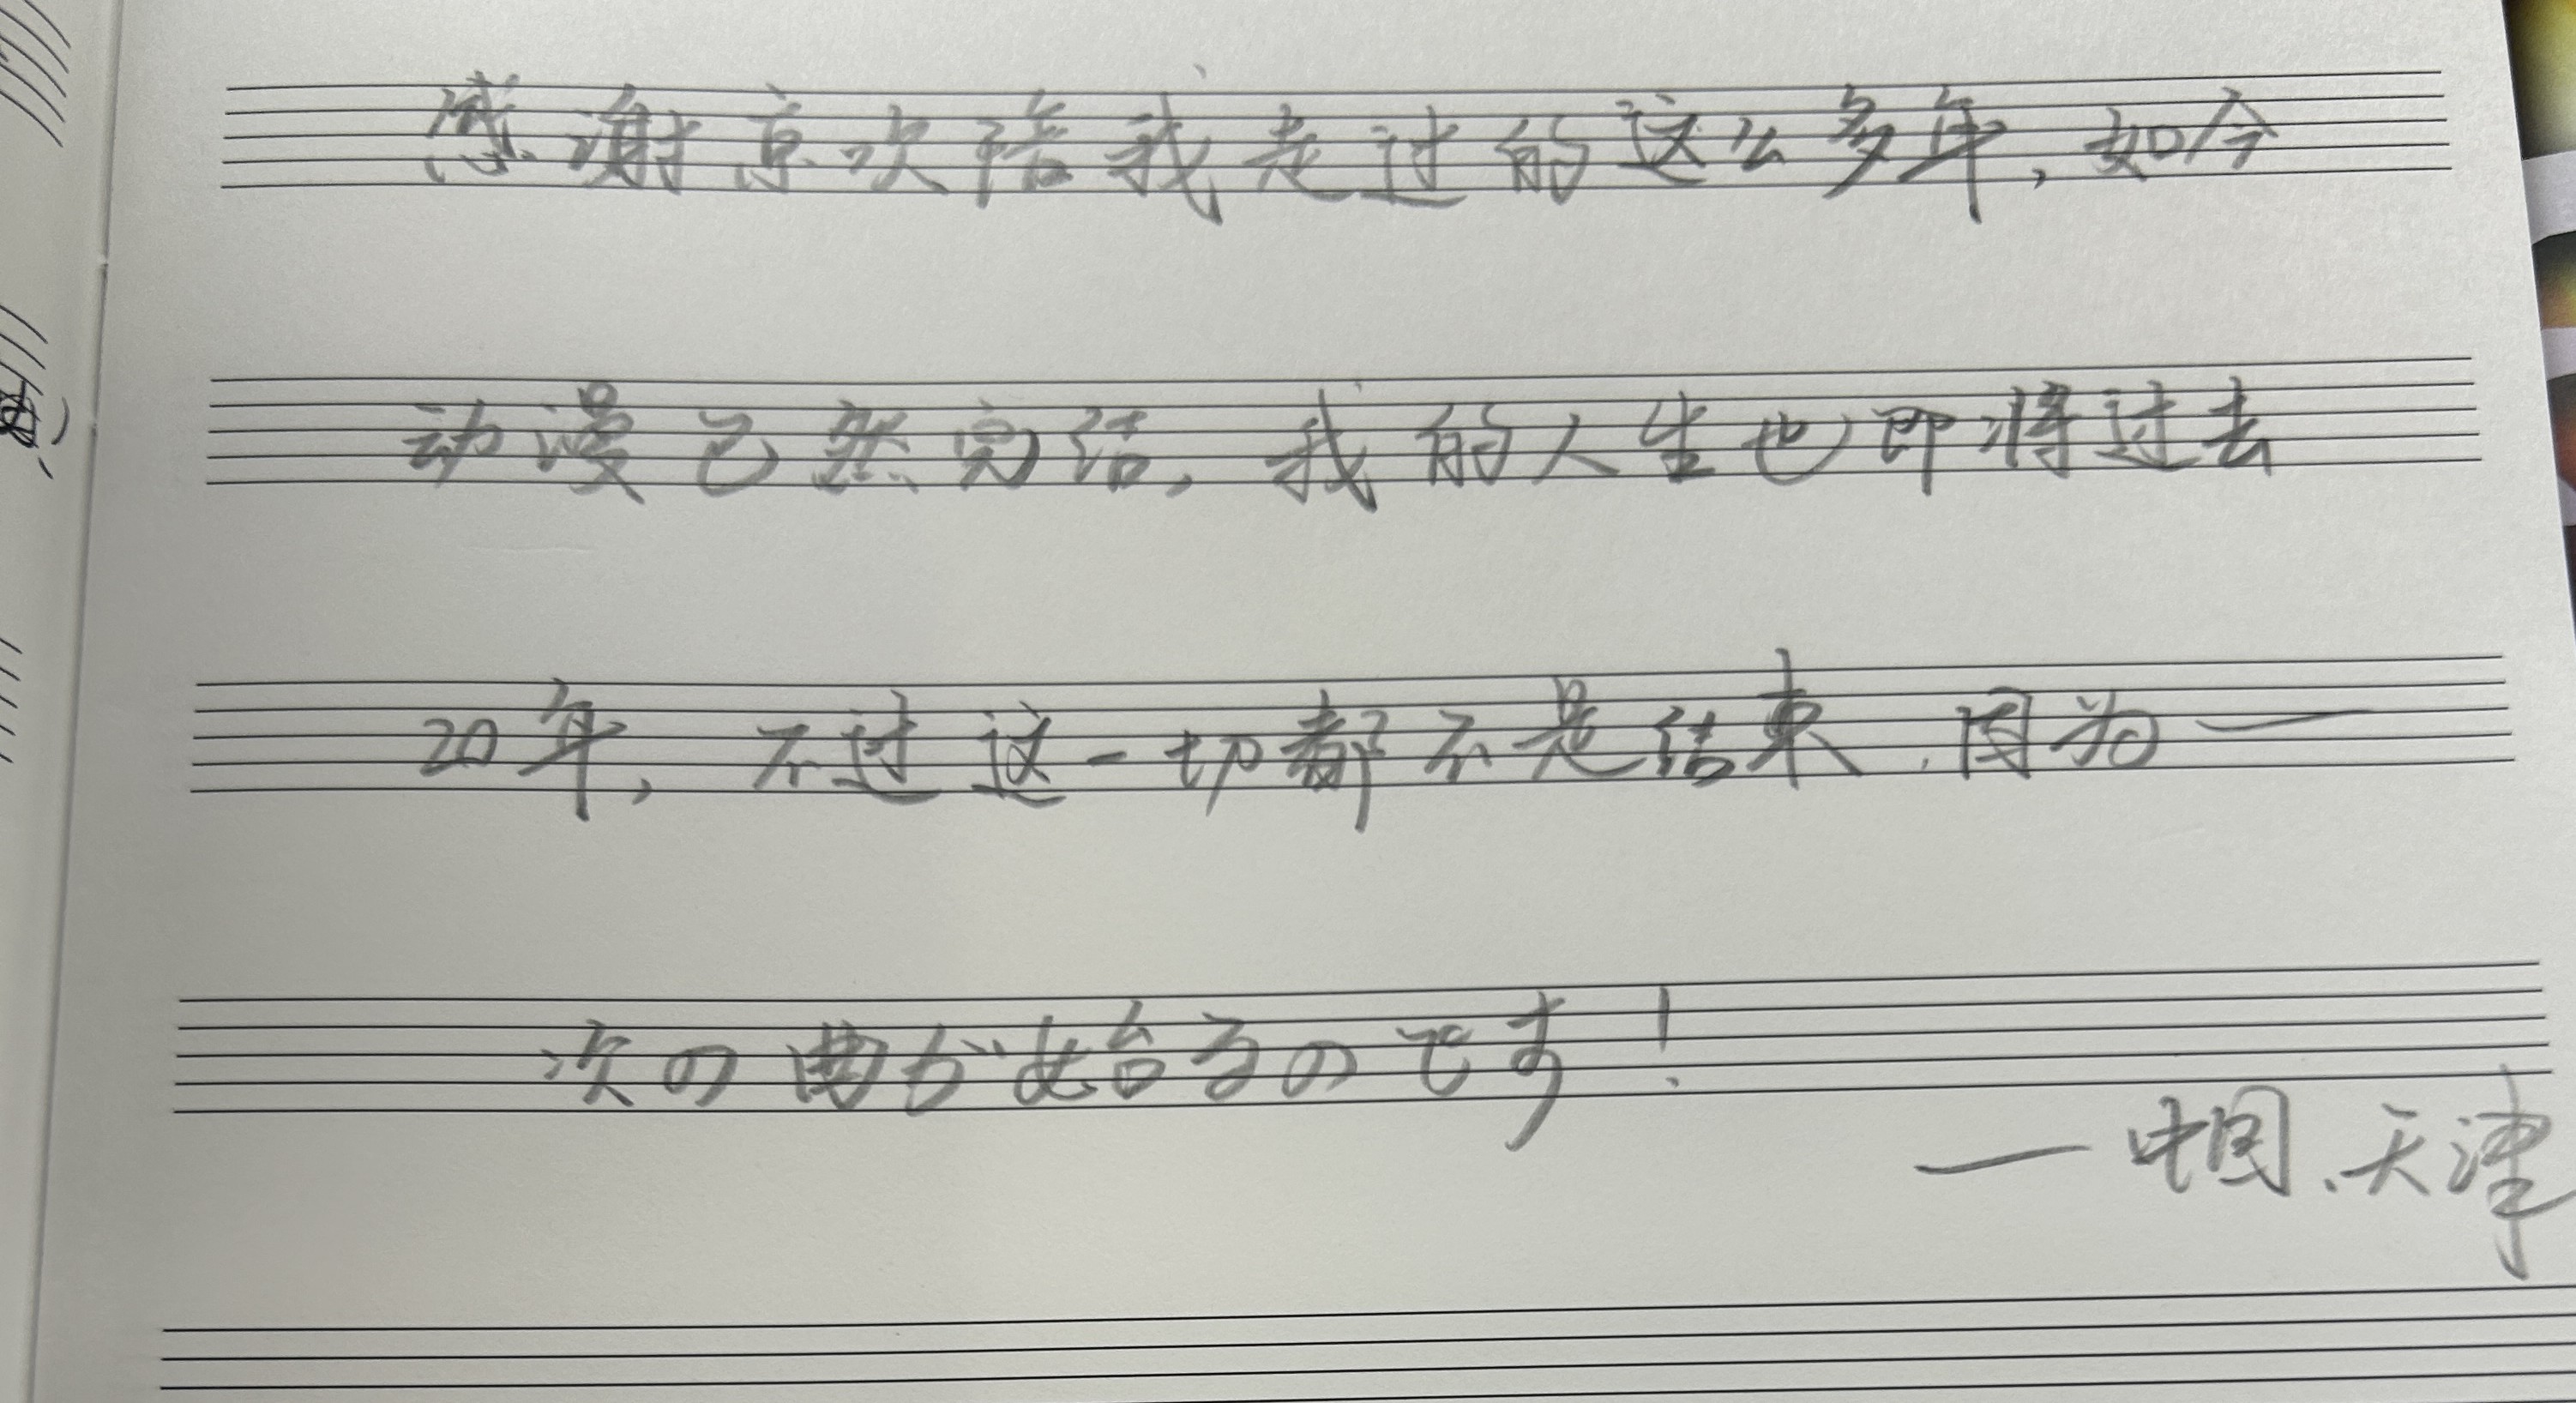 感谢京吹陪我走过的这么多年，如今
动漫已然完结，我的人生也即将过去
20年，不过这一切都不是结束，因为——
次の曲が始るのです！
——中国、天津